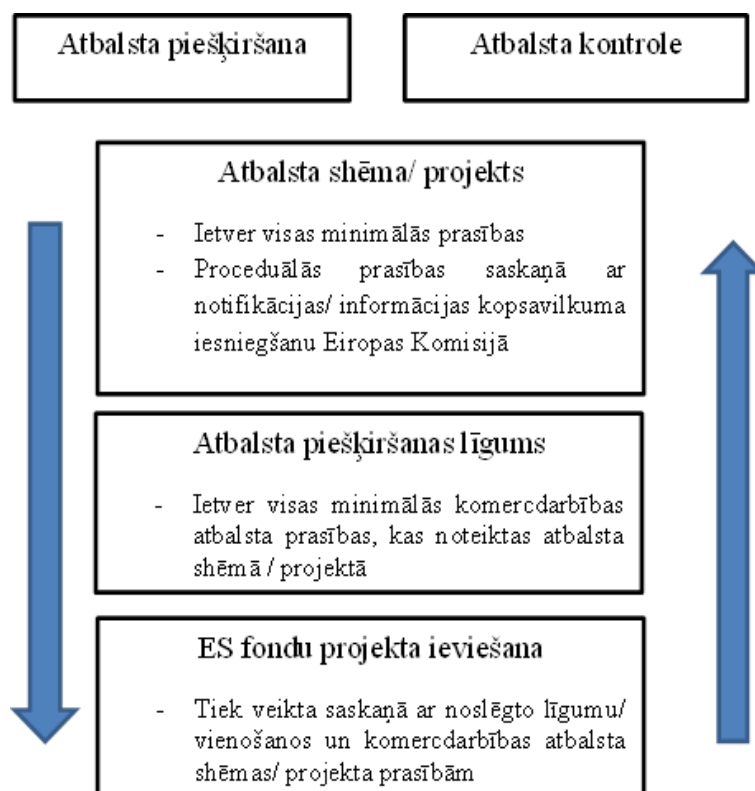 Atbalsta piešķiršana
Atbalsta kontrole
Atbalsta shēma/ projekts
- Ietver visas minimālās prasības
- Proceduālās prasības saskaņā ar
notifikācijas/ informācijas kopsavilkuma
iesniegšanu Eiropas Komisijā
Atbalsta piešķiršanas līgums
- Ietver visas minimālās komercdarbības
atbalsta prasības, kas noteiktas atbalsta
shēmā / projektā
ES fondu projekta ieviešana
- Tiek veikta saskaņā ar noslēgto līgumu/
vienošanos un komercdarbības atbalsta
shēmas/ projekta prasībām